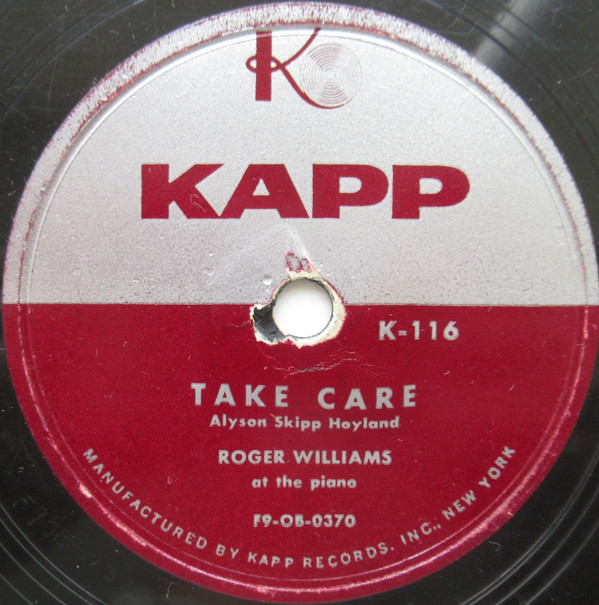 K
KAPP
K-116
TAKE CARE
Alyson Skipp Hoyland
ROGER WILLIAMS
at the piano
F9-OB-0370
MANUFACTURED BY KAPP RECORDS, INC., NEW YORK